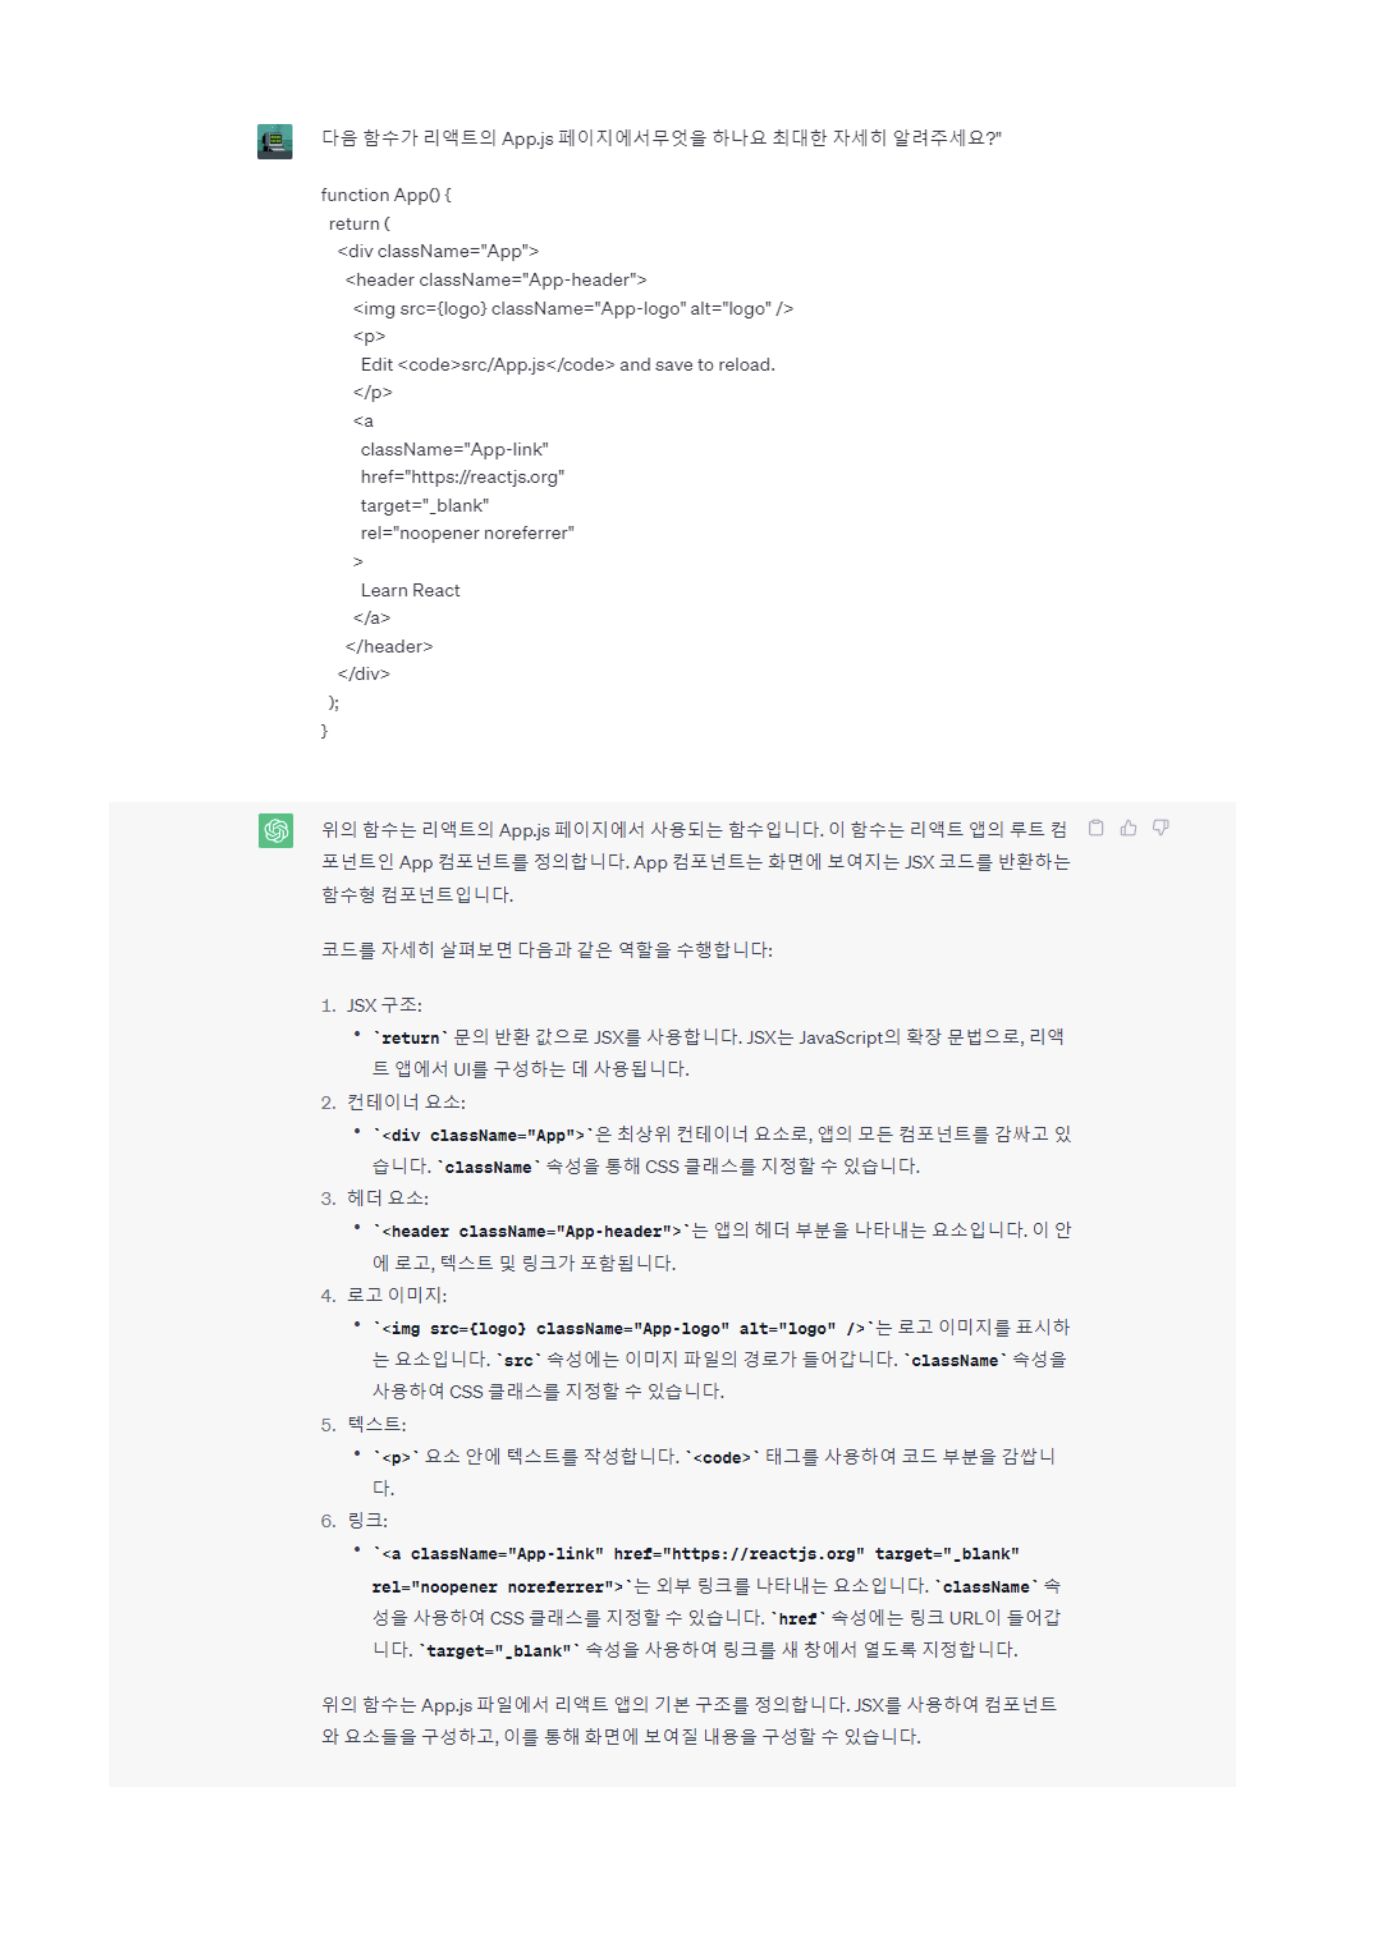 다음 함수가 리액트의 App.js 페이지에서무엇을 하나요 최대한 자세히 알려주세요?"
function App() {
return (
<div className="App">
<header className="App-header">
<img src={logo} className="App-logo" alt="logo" />
<p>
Edit <code>src/App.js</code> and save to reload.
</p>
<a
className="App-link"
href="https://reactjs.org"
target="_blank"
rel="noopener noreferrer"
>
Learn React
</a>
</header>
</div>
);
}
위의 함수는 리액트의 App.js 페이지에서 사용되는 함수입니다. 이 함수는 리액트 앱의 루트 컴
포넌트인 App 컴포넌트를 정의합니다. App 컴포넌트는 화면에 보여지는 JSX 코드를 반환하는
함수형 컴포넌트입니다.
코드를 자세히 살펴보면 다음과 같은 역할을 수행합니다:
1. JSX 구조:
• `return` 문의 반환 값으로 JSX를 사용합니다. JSX는 JavaScript의 확장 문법으로, 리액
트 앱에서 UI를 구성하는 데 사용됩니다.
2. 컨테이너 요소:
• `<div className="App">`은 최상위 컨테이너 요소로, 앱의 모든 컴포넌트를 감싸고 있
습니다. `className` 속성을 통해 CSS 클래스를 지정할 수 있습니다.
3. 헤더 요소:
• `<header className="App-header">`는 앱의 헤더 부분을 나타내는 요소입니다. 이 안
에 로고, 텍스트 및 링크가 포함됩니다.
4. 로고 이미지:
• `<img src={logo} className="App-logo" alt="logo" />`는 로고 이미지를 표시하
는 요소입니다. `src` 속성에는 이미지 파일의 경로가 들어갑니다. `className` 속성을
사용하여 CSS 클래스를 지정할 수 있습니다.
5. 텍스트:
• `<p>` 요소 안에 텍스트를 작성합니다. `<code>` 태그를 사용하여 코드 부분을 감쌉니
다.
6. 링크:
• `<a className="App-link" href="https://reactjs.org" target="_blank"
rel="noopener noreferrer">`는 외부 링크를 나타내는 요소입니다. `className` 속
성을 사용하여 CSS 클래스를 지정할 수 있습니다. `href` 속성에는 링크 URL이 들어갑
니다. `target="_blank"` 속성을 사용하여 링크를 새 창에서 열도록 지정합니다.
위의 함수는 App.js 파일에서 리액트 앱의 기본 구조를 정의합니다. JSX를 사용하여 컴포넌트
와 요소들을 구성하고, 이를 통해 화면에 보여질 내용을 구성할 수 있습니다.